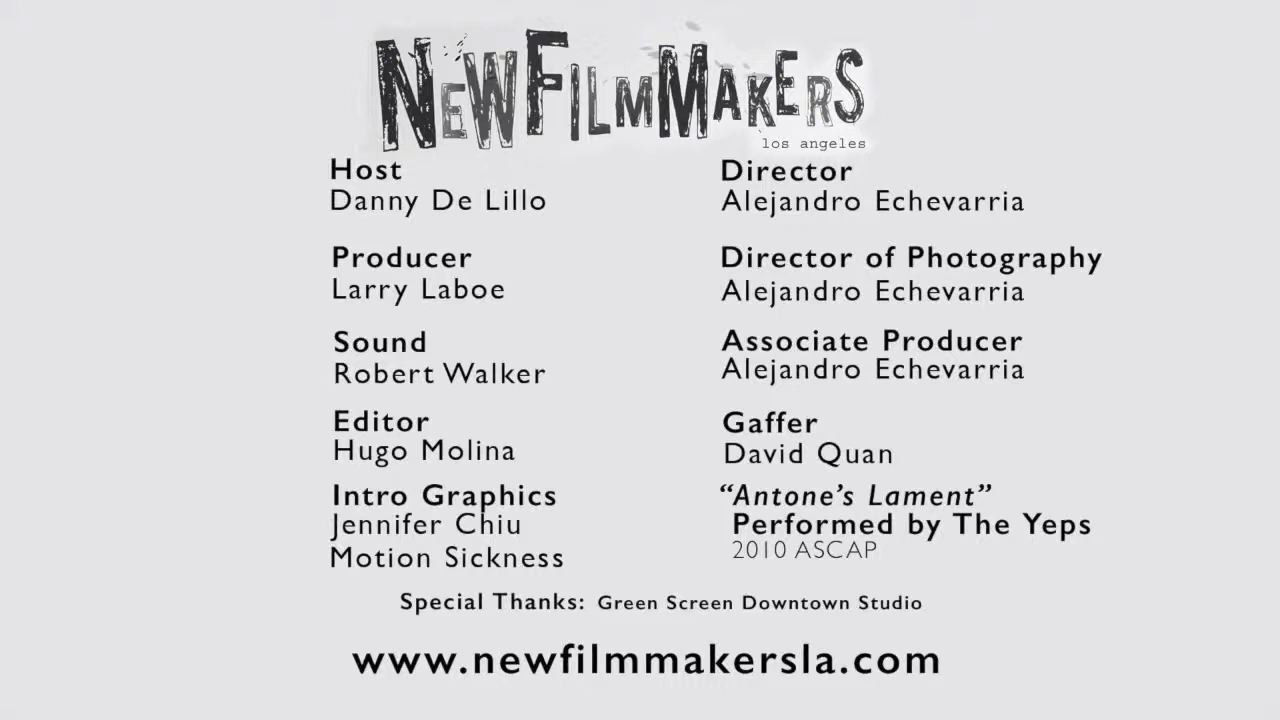 NEWFILMMAKERS
los angeles
Host
Danny De Lillo
Producer
Larry Laboe
Sound
Robert Walker
Editor
Hugo Molina
Intro Graphics
Jennifer Chiu
Motion Sickness
Director
Alejandro Echevarria
Director of Photography
Alejandro Echevarria
Associate Producer
Alejandro Echevarria
Gaffer
David Quan
“Antone’s Lament”
Performed by The Yeps
2010 ASCAP
Special Thanks: Green Screen Downtown Studio
www.newfilmmakersla.com